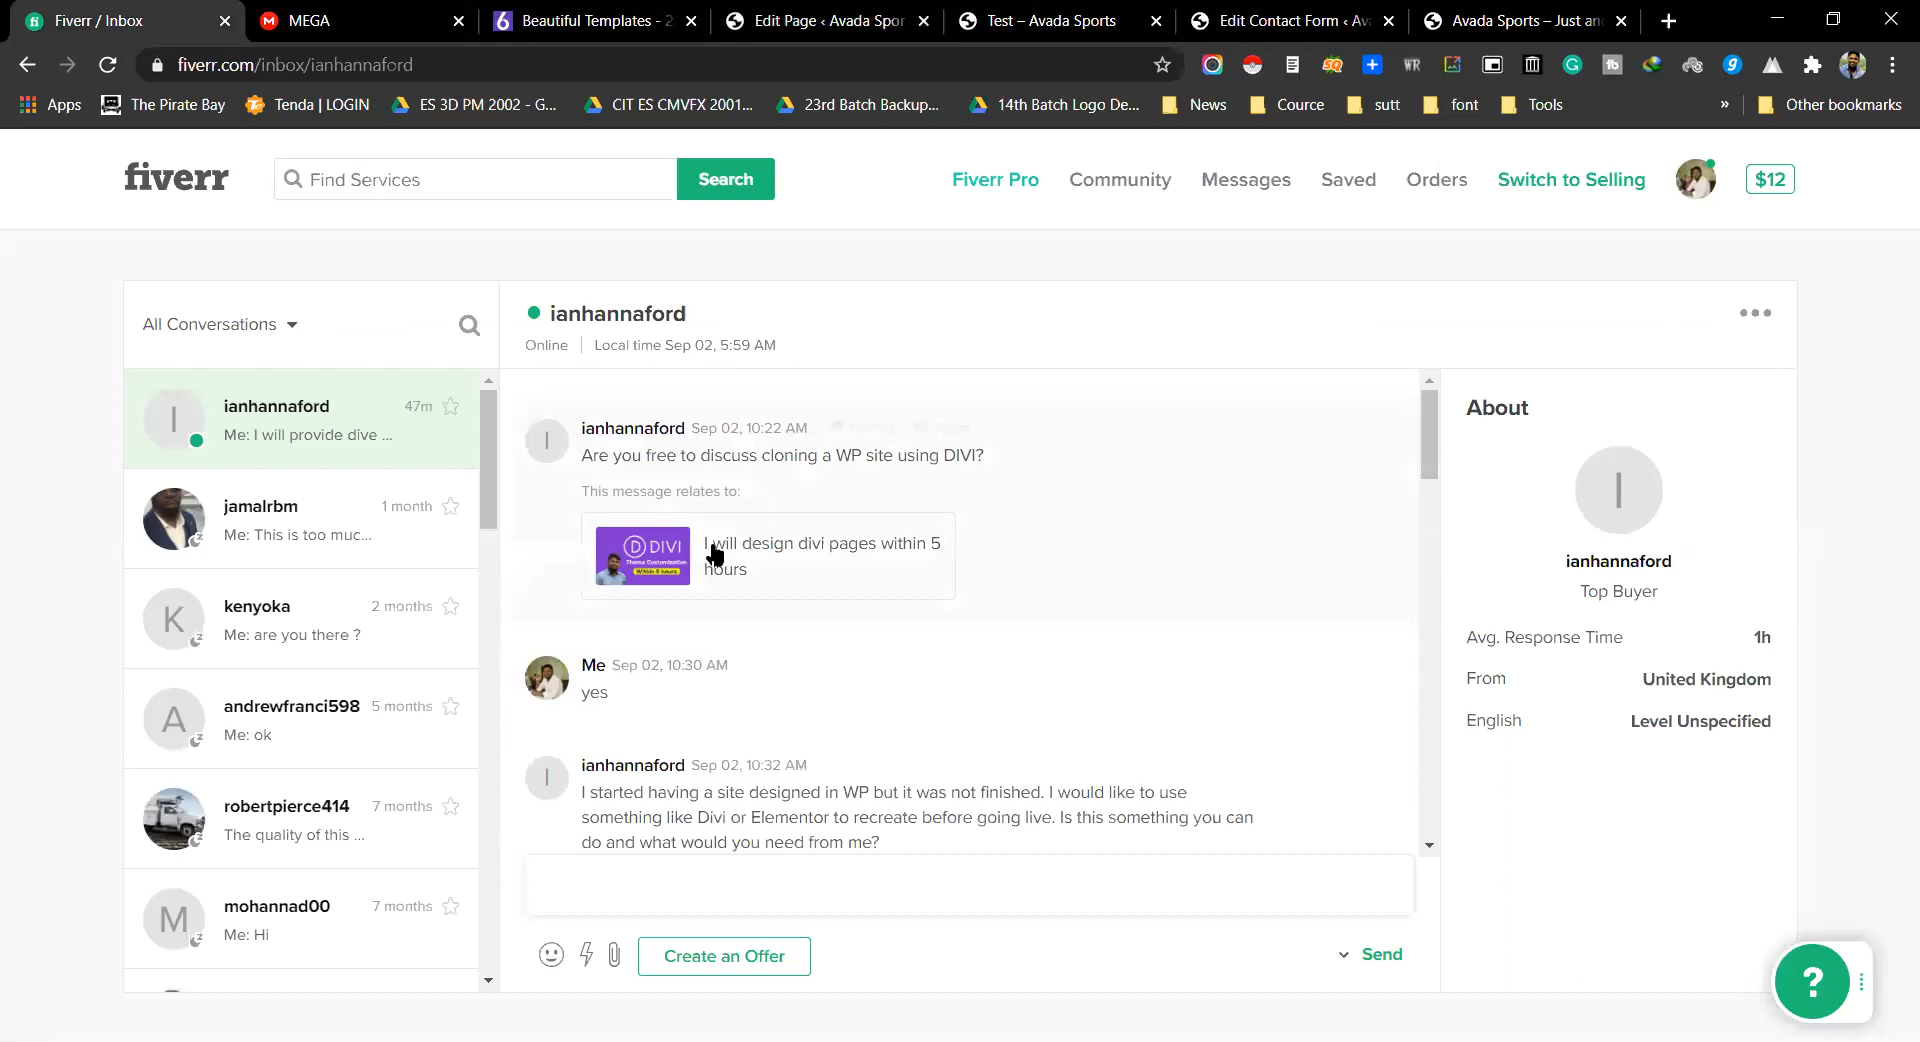 Fiverr / Inbox
MEGA
Beautiful Templates - 2
Edit Page ‹ Avada Spor
Test – Avada Sports
Edit Contact Form ‹ Av
Avada Sports – Just an
fiverr.com/inbox/ianhannaford
Apps
The Pirate Bay
Tenda | LOGIN
ES 3D PM 2002 - G...
CIT ES CMVFX 2001...
23rd Batch Backup...
14th Batch Logo De...
News
Cource
sutt
font
Tools
»
Other bookmarks
fiverr
Find Services
Search
Fiverr Pro
Community
Messages
Saved
Orders
Switch to Selling
$12
All Conversations
ianhannaford
Online
Local time Sep 02, 5:59 AM
I
ianhannaford
47m
Me: I will provide dive ...
jamalrbm
1 month
Me: This is too muc...
K
kenyoka
2 months
Me: are you there ?
A
andrewfranci598
5 months
Me: ok
robertpierce414
7 months
The quality of this ...
M
mohannad00
7 months
Me: Hi
I
ianhannaford Sep 02, 10:22 AM
Are you free to discuss cloning a WP site using DIVI?
This message relates to:
DIVI
Theme Customization
Within 5 hours
I will design divi pages within 5
hours
Me Sep 02, 10:30 AM
yes
I
ianhannaford Sep 02, 10:32 AM
I started having a site designed in WP but it was not finished. I would like to use
something like Divi or Elementor to recreate before going live. Is this something you can
do and what would you need from me?
Create an Offer
Send
About
I
ianhannaford
Top Buyer
Avg. Response Time
1h
From
United Kingdom
English
Level Unspecified
?